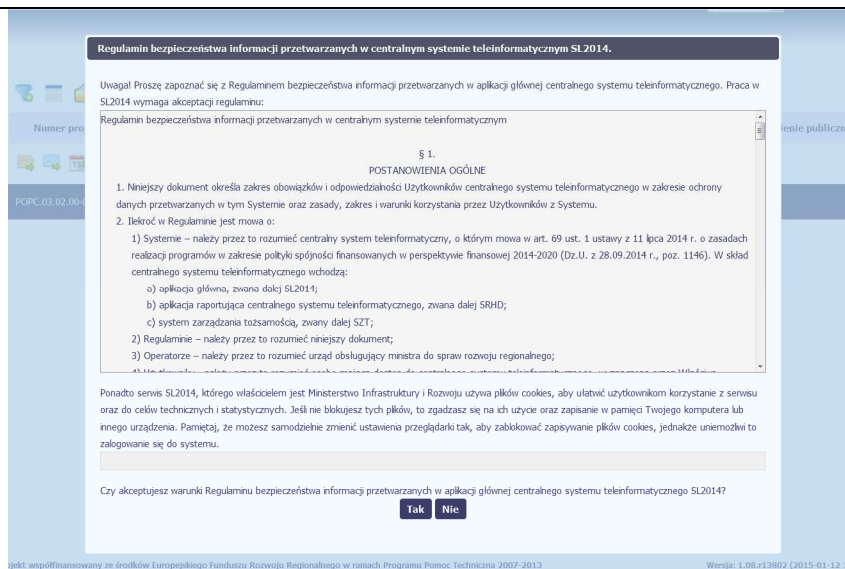 Regulamin bezpieczeństwa informacji przetwarzanych w centralnym systemie teleinformatycznym SL2014.
Uwaga! Proszę zapoznać się z Regulaminem bezpieczeństwa informacji przetwarzanych w aplikacji głównej centralnego systemu teleinformatycznego. Praca w
SL2014 wymaga akceptacji regulaminu:
Regulamin bezpieczeństwa informacji przetwarzanych w centralnym systemie teleinformatycznym
Numer pro
ienie publiczn
§ 1.
POSTANOWIENIA OGÓLNE
1. Niniejszy dokument określa zakres obowiązków i odpowiedzialności Użytkowników centralnego systemu teleinformatycznego w zakresie ochrony
danych przetwarzanych w tym Systemie oraz zasady, zakres i warunki korzystania przez Użytkowników z Systemu.
POPC.03.02.00-
2. Ilekroć w Regulaminie jest mowa o:
1) Systemie – należy przez to rozumieć centralny system teleinformatyczny, o którym mowa w art. 69 ust. 1 ustawy z 11 lipca 2014 r. o zasadach
realizacji programów w zakresie polityki spójności finansowanych w perspektywie finansowej 2014-2020 (Dz.U. z 28.09.2014 r., poz. 1146). W skład
centralnego systemu teleinformatycznego wchodzą:
a) aplikacja główna, zwana dalej SL2014;
b) aplikacja raportująca centralnego systemu teleinformatycznego, zwana dalej SRHD;
c) system zarządzania tożsamością, zwany dalej SZT;
2) Regulaminie – należy przez to rozumieć niniejszy dokument;
3) Operatorze – należy przez to rozumieć urząd obsługujący ministra do spraw rozwoju regionalnego;
Ponadto serwis SL2014, którego właścicielem jest Ministerstwo Infrastruktury i Rozwoju używa plików cookies, aby ułatwić użytkownikom korzystanie z serwisu
oraz do celów technicznych i statystycznych. Jeśli nie blokujesz tych plików, to zgadzasz się na ich użycie oraz zapisanie w pamięci Twojego komputera lub
innego urządzenia. Pamiętaj, że możesz samodzielnie zmienić ustawienia przeglądarki tak, aby zablokować zapisywanie plików cookies, jednakże uniemożliwi to
zalogowanie się do systemu.
Czy akceptujesz warunki Regulaminu bezpieczeństwa informacji przetwarzanych w aplikacji głównej centralnego systemu teleinformatycznego SL2014?
Tak Nie
ojekt współfinansowany ze środków Europejskiego Funduszu Rozwoju Regionalnego w ramach Programu Pomoc Techniczna 2007-2013
Wersja: 1.08.r13802 (2015-01-12